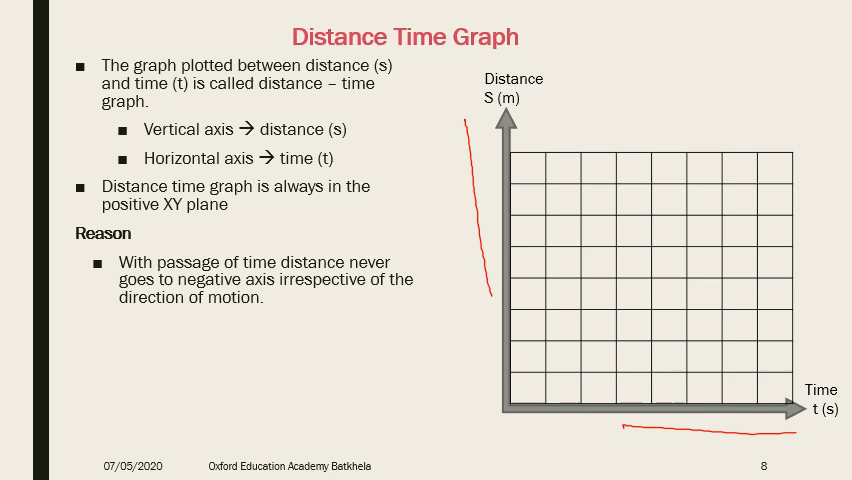 Distance Time Graph
■ The graph plotted between distance (s)
and time (t) is called distance – time
graph.
■ Vertical axis → distance (s)
■ Horizontal axis → time (t)
■ Distance time graph is always in the
positive XY plane
Reason
■ With passage of time distance never
goes to negative axis irrespective of the
direction of motion.
Distance
S (m)
Time
t (s)
07/05/2020
Oxford Education Academy Batkhela
8